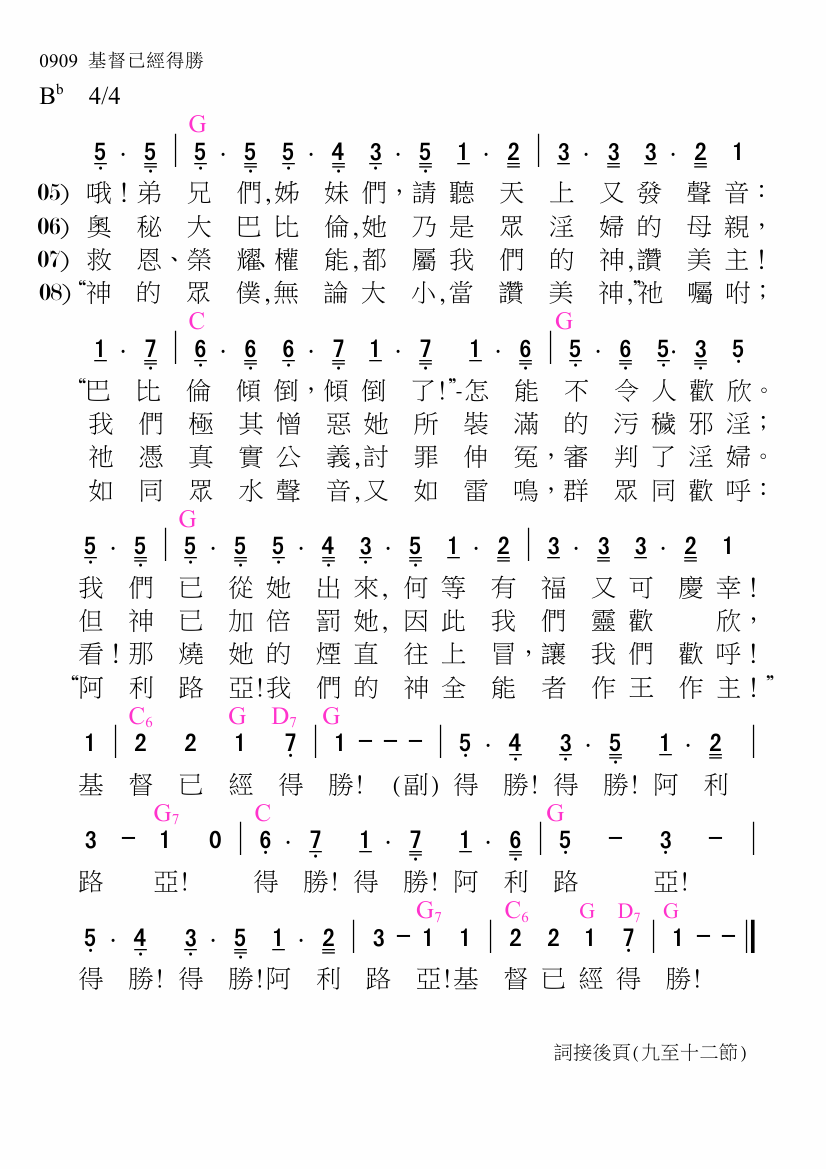 0909 基督已經得勝
B♭ 4/4
G
5 . 5 | 5 . 5 5 . 4 3 . 5 1 . 2 | 3 . 3 3 . 2 1
05) 哦!弟兄們,姊妹們,請聽天上又發聲音:
06) 奧秘大巴比倫,她乃是眾淫婦的母親,
07) 救恩、榮耀、權能,都屬我們的神,讚美主!
08) “神的眾僕,無論大小,當讚美神,”祂囑咐;
C G
1 . 7 | 6 . 6 6 . 7 1 . 7 1 . 6 | 5 . 6 5 . 3 5
“巴比倫傾倒,傾倒了!”-怎能不令人歡欣。
我們極其憎惡她所裝滿的污穢邪淫;
祂憑真實公義,討罪伸冤,審判了淫婦。
如同眾水聲音,又如雷鳴,群眾同歡呼:
G
5 . 5 | 5 . 5 5 . 4 3 . 5 1 . 2 | 3 . 3 3 . 2 1
我們已從她出來,何等有福又可慶幸!
但神已加倍罰她,因此我們靈歡欣,
看!那燒她的煙直往上冒,讓我們歡呼!
“阿利路亞!我們的神全能者作王作主!”
C6 G D7 G
1 | 2 2 1 7 | 1 - - - | 5 . 4 3 . 5 1 . 2 |
基督已經得勝! (副) 得勝!得勝!阿利
G7 C G
3 - 1 0 | 6 . 7 1 . 7 1 . 6 | 5 - 3 - |
路亞! 得勝!得勝!阿利路亞!
G7 C6 G D7 G
5 . 4 3 . 5 1 . 2 | 3 - 1 1 | 2 2 1 7 | 1 - - ||
得勝!得勝!阿利路亞!基督已經得勝!
詞接後頁(九至十二節)